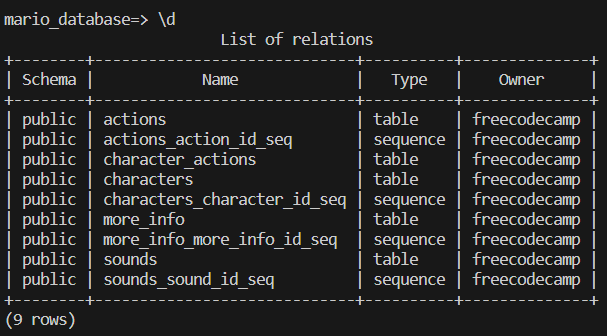 mario_database=> \d
                              List of relations
+--------+-----------------------------+----------+--------------+
| Schema |            Name             |   Type   |    Owner     |
+--------+-----------------------------+----------+--------------+
| public | actions                     | table    | freecodecamp |
| public | actions_action_id_seq       | sequence | freecodecamp |
| public | character_actions           | table    | freecodecamp |
| public | characters                  | table    | freecodecamp |
| public | characters_character_id_seq | sequence | freecodecamp |
| public | more_info                   | table    | freecodecamp |
| public | more_info_more_info_id_seq  | sequence | freecodecamp |
| public | sounds                      | table    | freecodecamp |
| public | sounds_sound_id_seq         | sequence | freecodecamp |
+--------+-----------------------------+----------+--------------+
(9 rows)